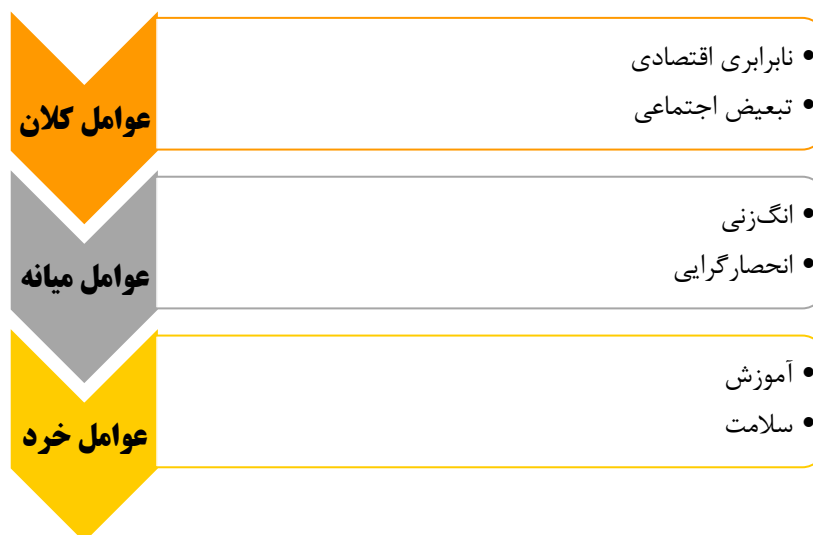 عوامل کلان
• نابرابری اقتصادی
• تبعیض اجتماعی
عوامل میانه
• انگ‌زنی
• انحصارگرایی
عوامل خرد
• آموزش
• سلامت